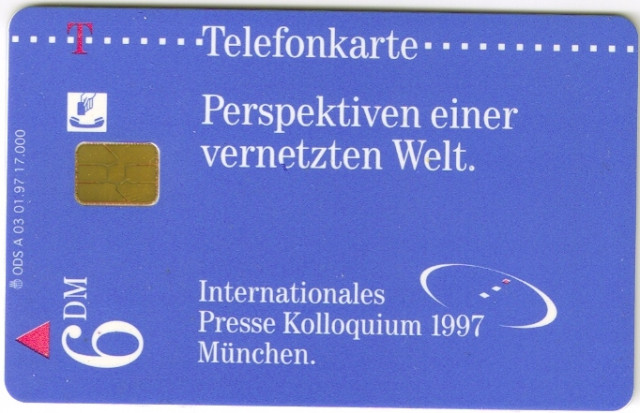 T Telefonkarte
Perspektiven einer
vernetzten Welt.
ODS A 03 01.97 17.000
6 DM
Internationales
Presse Kolloquium 1997
München.